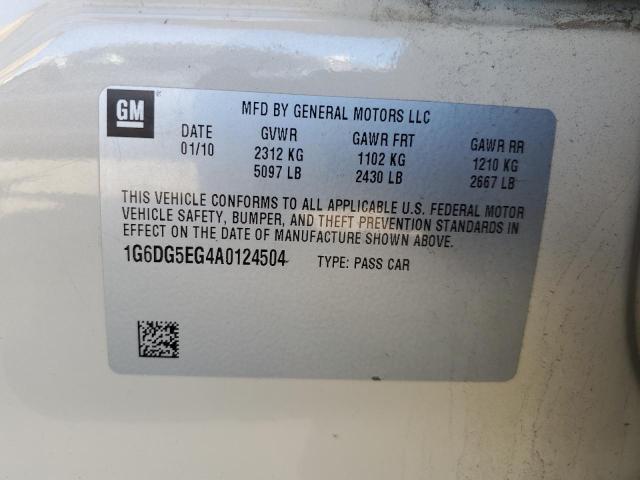 GM
MFD BY GENERAL MOTORS LLC
DATE GVWR GAWR FRT GAWR RR
01/10 2312 KG 1102 KG 1210 KG
5097 LB 2430 LB 2667 LB
THIS VEHICLE CONFORMS TO ALL APPLICABLE U.S. FEDERAL MOTOR
VEHICLE SAFETY, BUMPER, AND THEFT PREVENTION STANDARDS IN
EFFECT ON THE DATE OF MANUFACTURE SHOWN ABOVE.
1G6DG5EG4A0124504 TYPE: PASS CAR